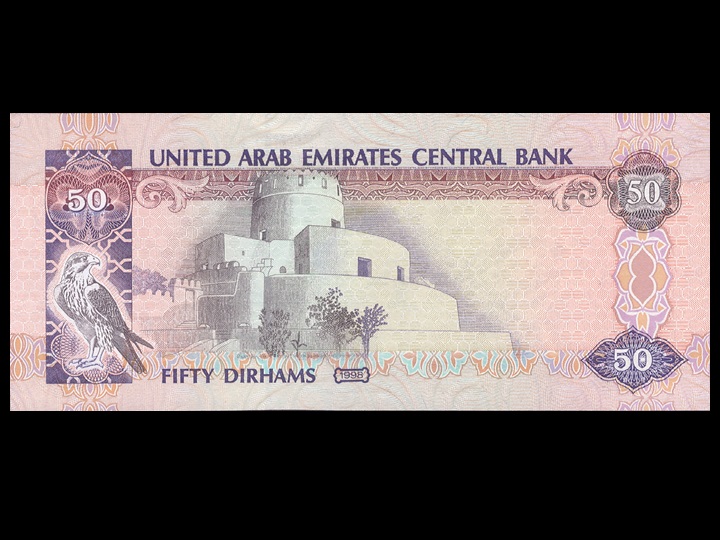 UNITED ARAB EMIRATES CENTRAL BANK
50
50
50
FIFTY DIRHAMS
1998